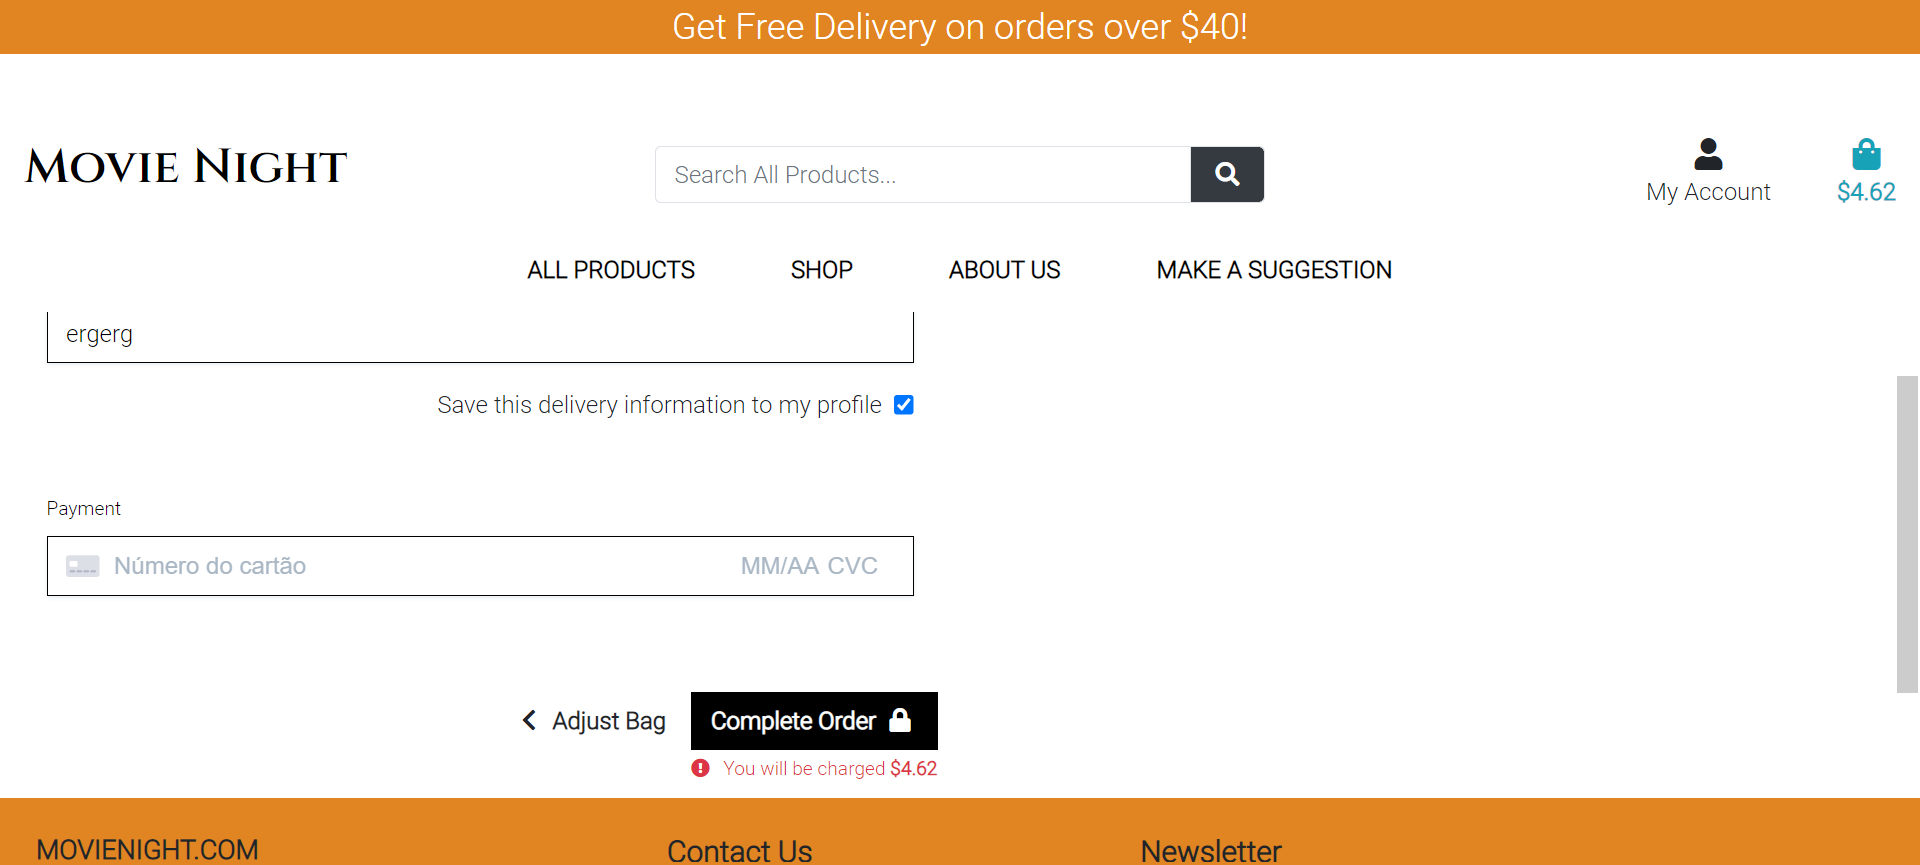 Get Free Delivery on orders over $40!
MOVIE NIGHT
Search All Products...
My Account
$4.62
ALL PRODUCTS
SHOP
ABOUT US
MAKE A SUGGESTION
ergerg
Save this delivery information to my profile
Payment
Número do cartão
MM/AA CVC
Adjust Bag
Complete Order
You will be charged $4.62
MOVIENIGHT.COM
Contact Us
Newsletter